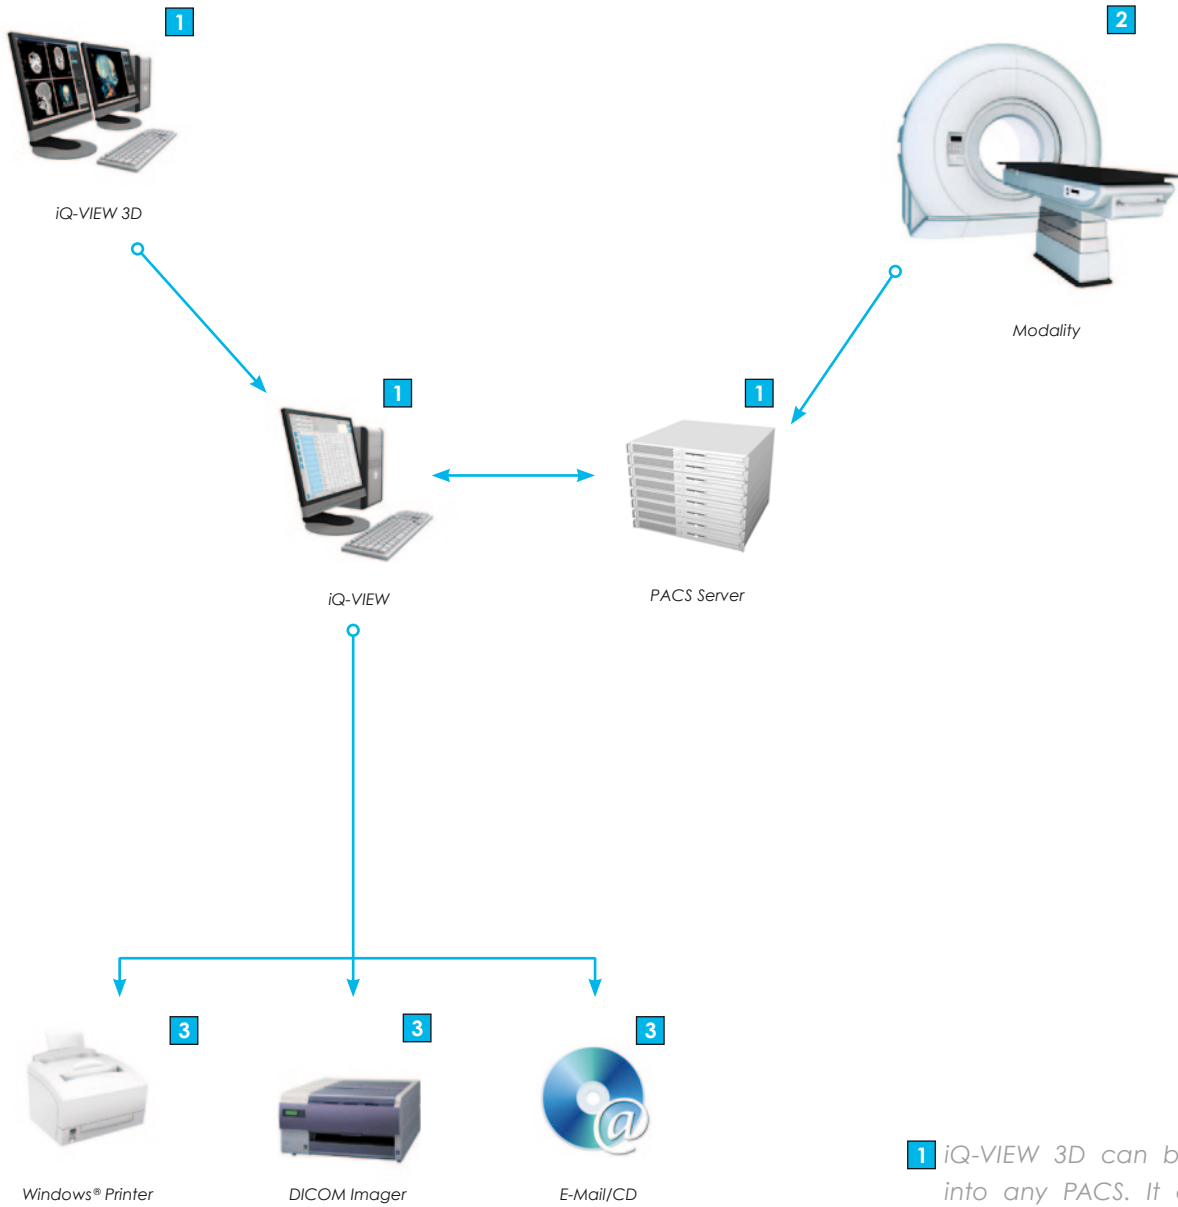 1
2
iQ-VIEW 3D
Modality
1
1
iQ-VIEW
PACS Server
3
3
3
Windows® Printer
DICOM Imager
E-Mail/CD
1 iQ-VIEW 3D can
into any PACS. It